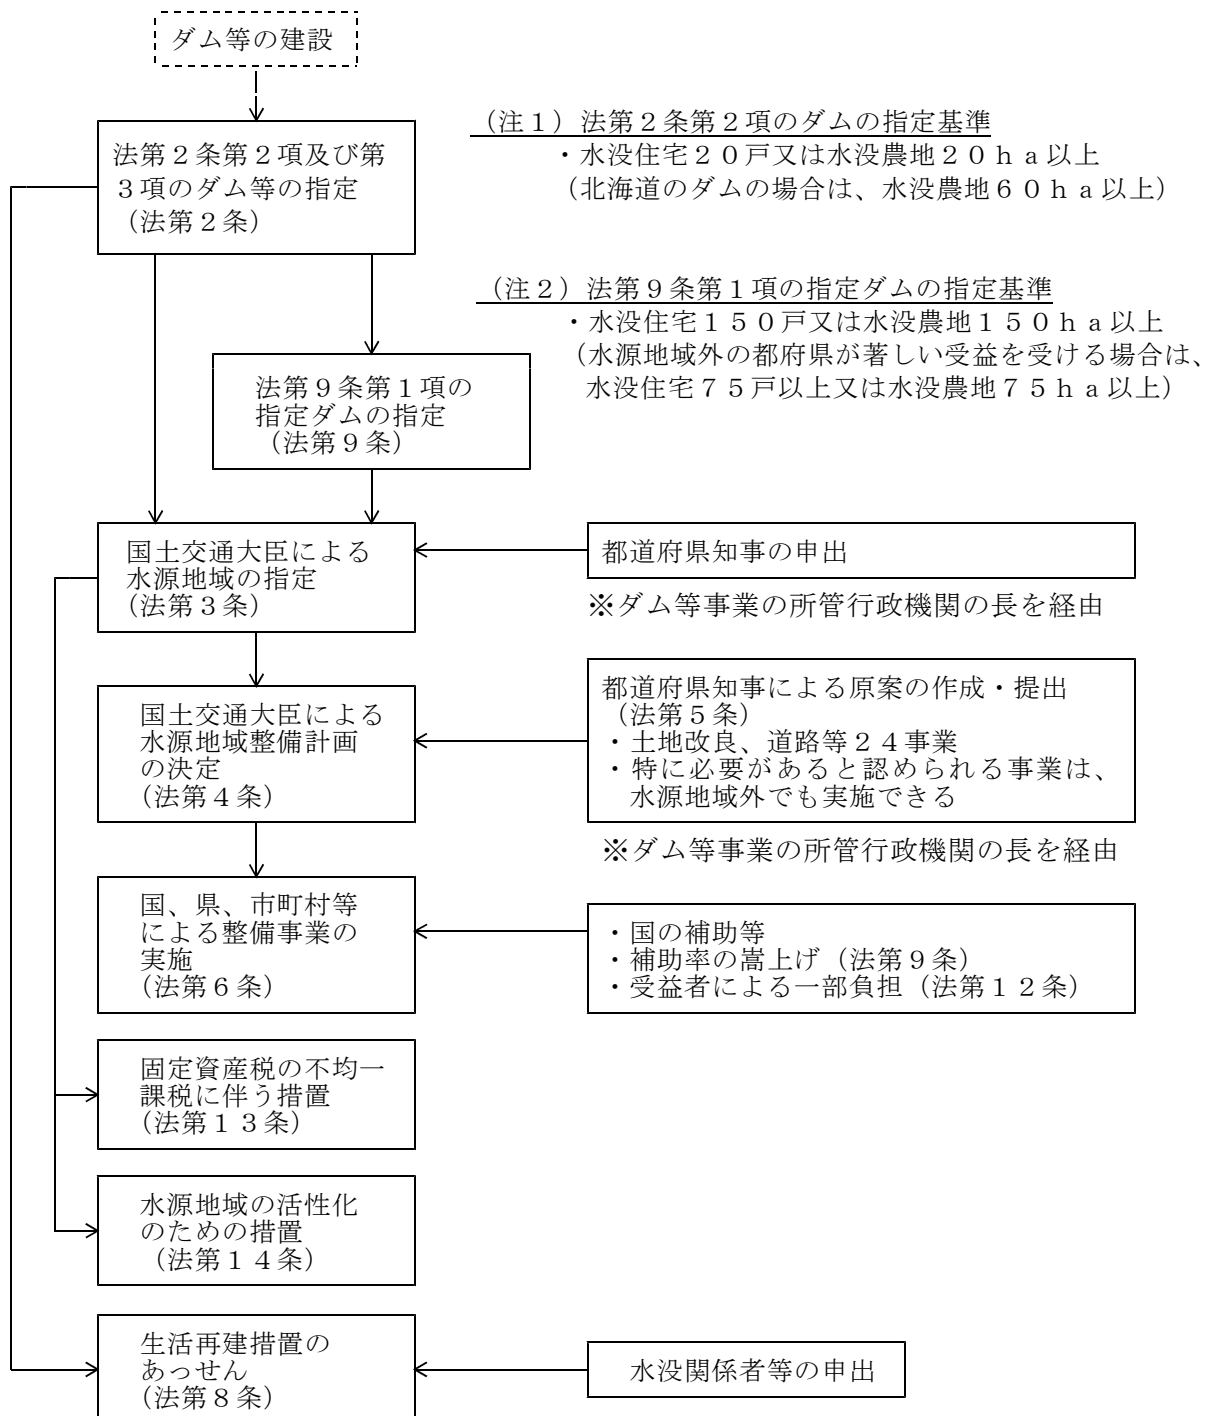 ダム等の建設
(注１)法第２条第２項のダムの指定基準
・水没住宅２０戸又は水没農地２０ｈａ以上
(北海道のダムの場合は、水没農地６０ｈａ以上)
法第２条第２項及び第
３項のダム等の指定
(法第２条)
(注２)法第９条第１項の指定ダムの指定基準
・水没住宅１５０戸又は水没農地１５０ｈａ以上
(水源地域外の都府県が著しい受益を受ける場合は、
水没住宅７５戸以上又は水没農地７５ｈａ以上)
法第９条第１項の
指定ダムの指定
(法第９条)
国土交通大臣による
水源地域の指定
(法第３条)
都道府県知事の申出
※ダム等事業の所管行政機関の長を経由
国土交通大臣による
水源地域整備計画
の決定
(法第４条)
都道府県知事による原案の作成・提出
(法第５条)
・土地改良、道路等２４事業
・特に必要があると認められる事業は、
水源地域外でも実施できる
※ダム等事業の所管行政機関の長を経由
国、県、市町村等
による整備事業の
実施
(法第６条)
・国の補助等
・補助率の嵩上げ(法第９条)
・受益者による一部負担(法第１２条)
固定資産税の不均一
課税に伴う措置
(法第１３条)
水源地域の活性化
のための措置
(法第１４条)
生活再建措置の
あっせん
(法第８条)
水没関係者等の申出